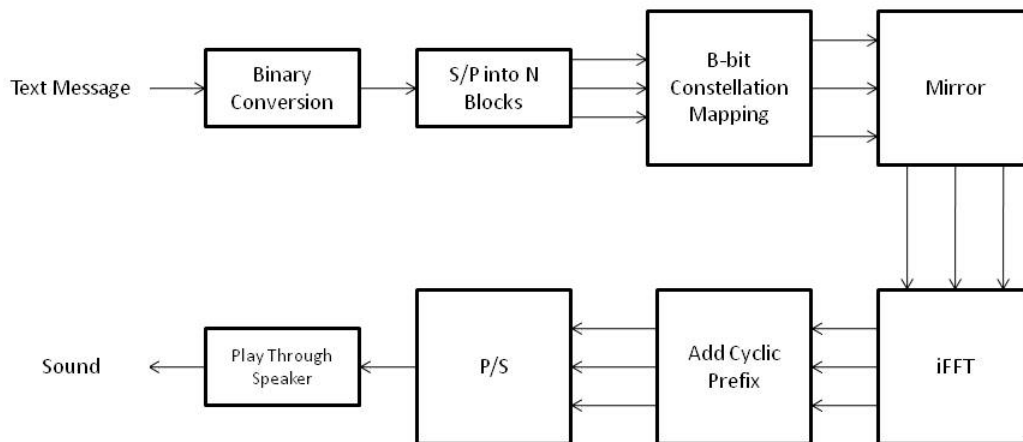 Text Message
Binary
Conversion
S/P into N
Blocks
B-bit
Constellation
Mapping
Mirror
Sound
Play Through
Speaker
P/S
Add Cyclic
Prefix
iFFT